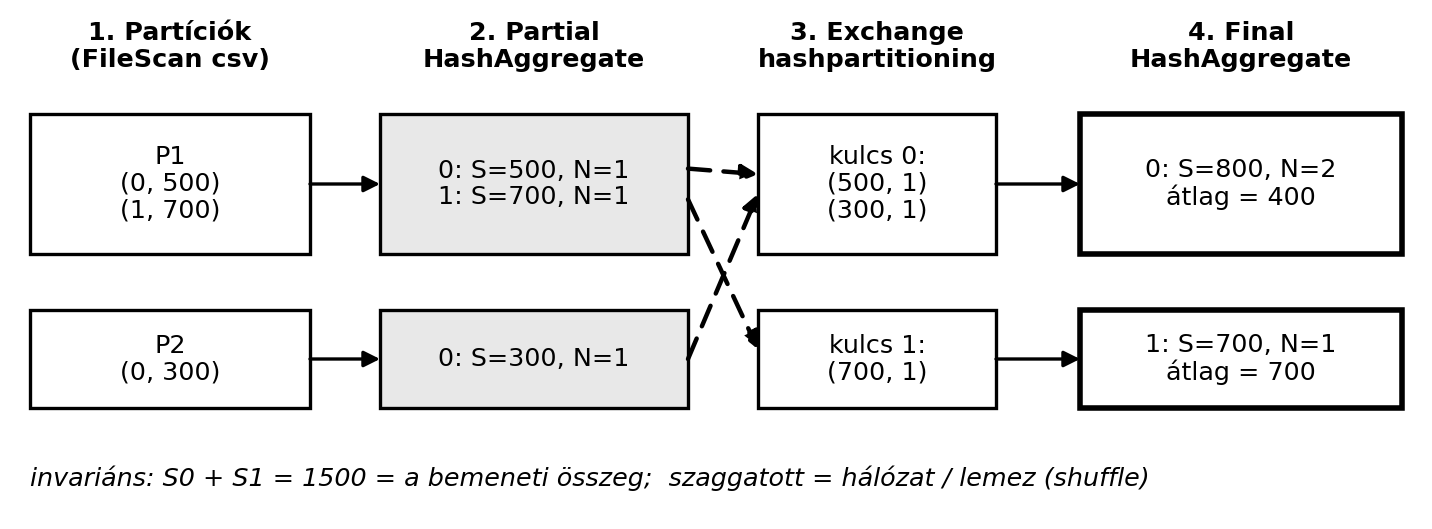 1. Partíciók
(FileScan csv)
2. Partial
HashAggregate
3. Exchange
hashpartitioning
4. Final
HashAggregate
P1
(0, 500)
(1, 700)
0: S=500, N=1
1: S=700, N=1
kulcs 0:
(500, 1)
(300, 1)
0: S=800, N=2
átlag = 400
P2
(0, 300)
0: S=300, N=1
kulcs 1:
(700, 1)
1: S=700, N=1
átlag = 700
invariáns: S0 + S1 = 1500 = a bemeneti összeg;  szaggatott = hálózat / lemez (shuffle)